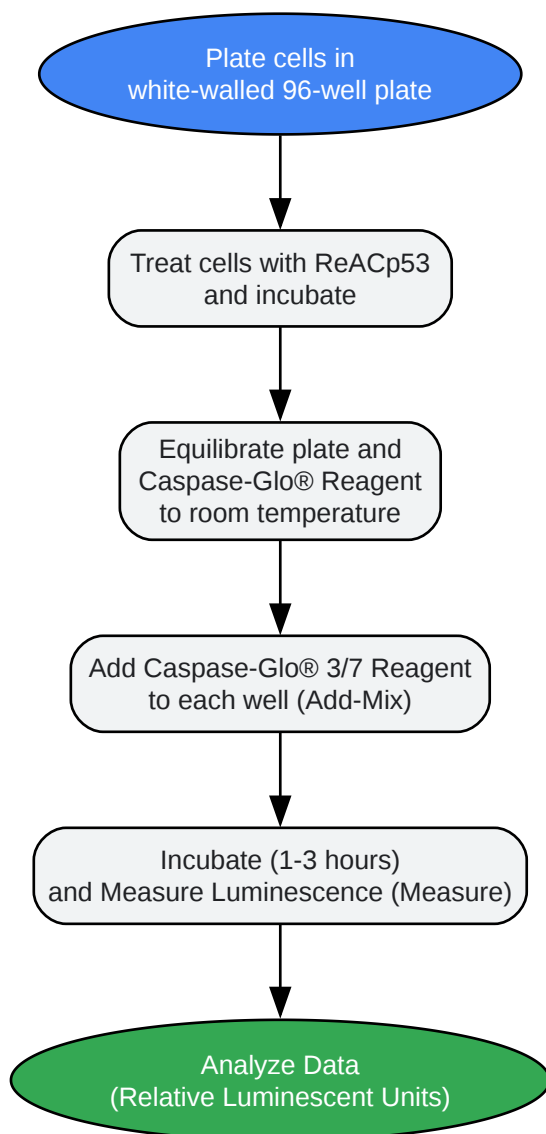 Plate cells in
white-walled 96-well plate
Treat cells with ReACp53
and incubate
Equilibrate plate and
Caspase-Glo® Reagent
to room temperature
Add Caspase-Glo® 3/7 Reagent
to each well (Add-Mix)
Incubate (1-3 hours)
and Measure Luminescence (Measure)
Analyze Data
(Relative Luminescent Units)